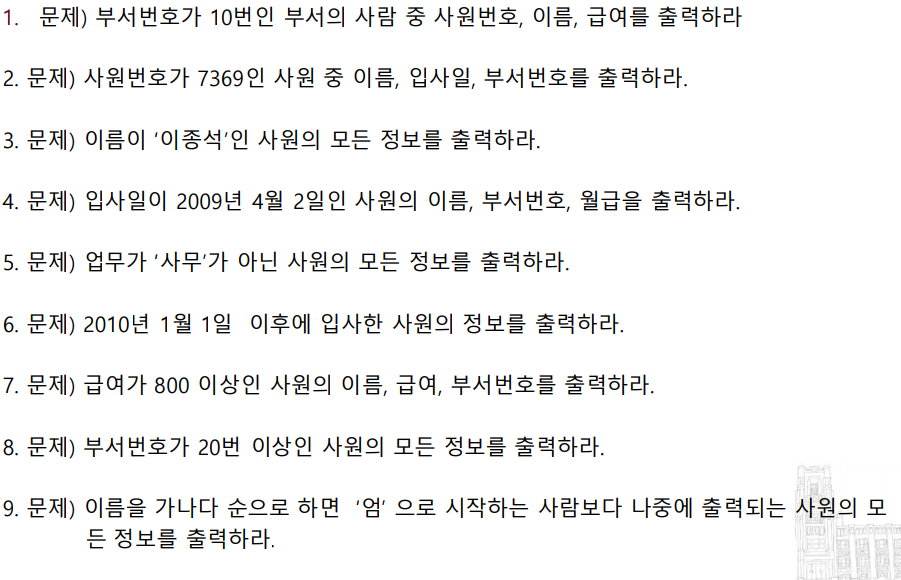 1. 문제) 부서번호가 10번인 부서의 사람 중 사원번호, 이름, 급여를 출력하라
2. 문제) 사원번호가 7369인 사원 중 이름, 입사일, 부서번호를 출력하라.
3. 문제) 이름이 ‘이종석’인 사원의 모든 정보를 출력하라.
4. 문제) 입사일이 2009년 4월 2일인 사원의 이름, 부서번호, 월급을 출력하라.
5. 문제) 업무가 ‘사무’가 아닌 사원의 모든 정보를 출력하라.
6. 문제) 2010년 1월 1일 이후에 입사한 사원의 정보를 출력하라.
7. 문제) 급여가 800 이상인 사원의 이름, 급여, 부서번호를 출력하라.
8. 문제) 부서번호가 20번 이상인 사원의 모든 정보를 출력하라.
9. 문제) 이름을 가나다 순으로 하면 ‘엄’ 으로 시작하는 사람보다 나중에 출력되는 사원의 모
든 정보를 출력하라.